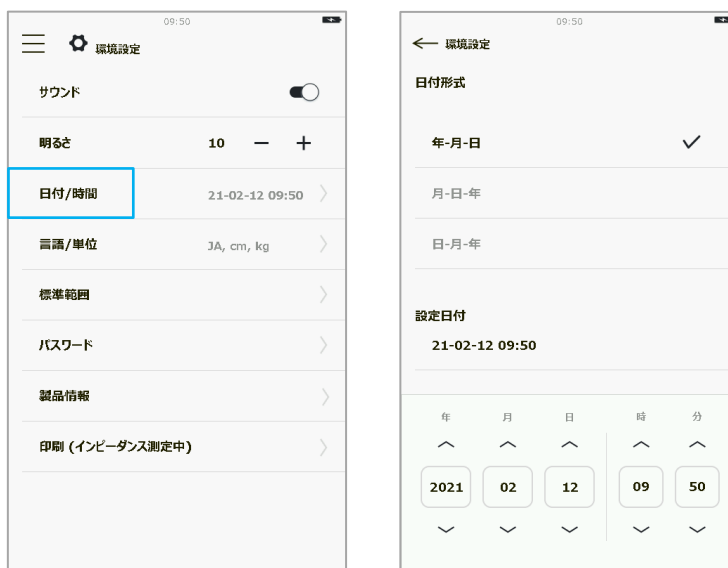 09:50
環境設定
サウンド
明るさ 10
日付/時間 21-02-12 09:50
言語/単位 JA, cm, kg
標準範囲
パスワード
製品情報
印刷 (インピーダンス測定中)
09:50
環境設定
日付形式
年-月-日
月-日-年
日-月-年
設定日付
21-02-12 09:50
年 月 日 時 分
2021 02 12 09 50